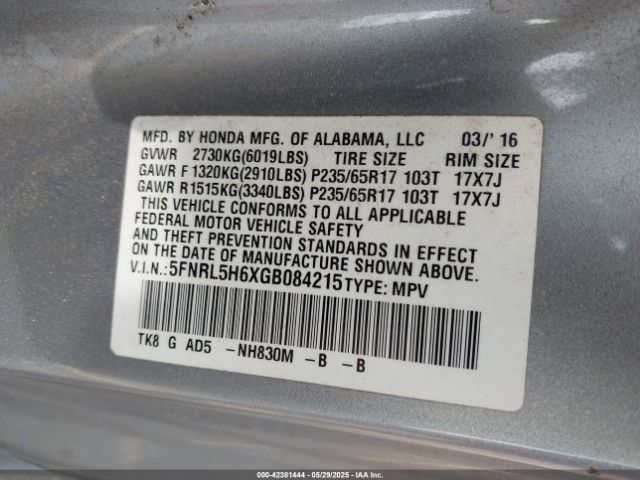 MFD. BY HONDA MFG. OF ALABAMA, LLC 03/'16
GVWR 2730KG(6019LBS) TIRE SIZE RIM SIZE
GAWR F 1320KG(2910LBS) P235/65R17 103T 17X7J
GAWR R1515KG(3340LBS) P235/65R17 103T 17X7J
THIS VEHICLE CONFORMS TO ALL APPLICABLE
FEDERAL MOTOR VEHICLE SAFETY
AND THEFT PREVENTION STANDARDS IN EFFECT
ON THE DATE OF MANUFACTURE SHOWN ABOVE.
V.I.N.:5FNRL5H6XGB084215TYPE: MPV
TK8 G AD5 -NH830M -B -B
000-42381444 - 05/29/2025 - IAA Inc.